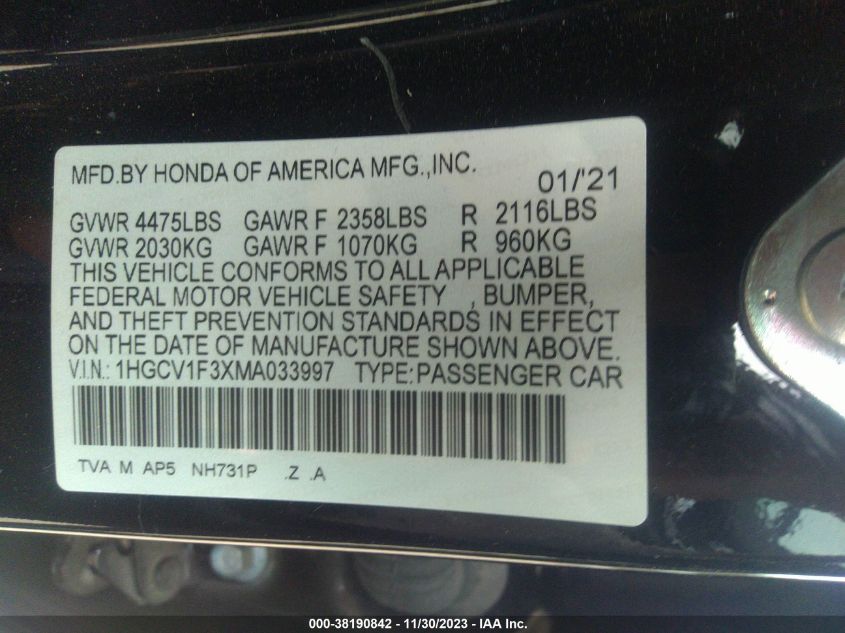 MFD.BY HONDA OF AMERICA MFG.,INC.
01/'21
GVWR 4475LBS GAWR F 2358LBS R 2116LBS
GVWR 2030KG GAWR F 1070KG R 960KG
THIS VEHICLE CONFORMS TO ALL APPLICABLE
FEDERAL MOTOR VEHICLE SAFETY , BUMPER,
AND THEFT PREVENTION STANDARDS IN EFFECT
ON THE DATE OF MANUFACTURE SHOWN ABOVE.
V.I.N.: 1HGCV1F3XMA033997 TYPE:PASSENGER CAR
TVA M AP5 NH731P .Z .A
000-38190842 - 11/30/2023 - IAA Inc.